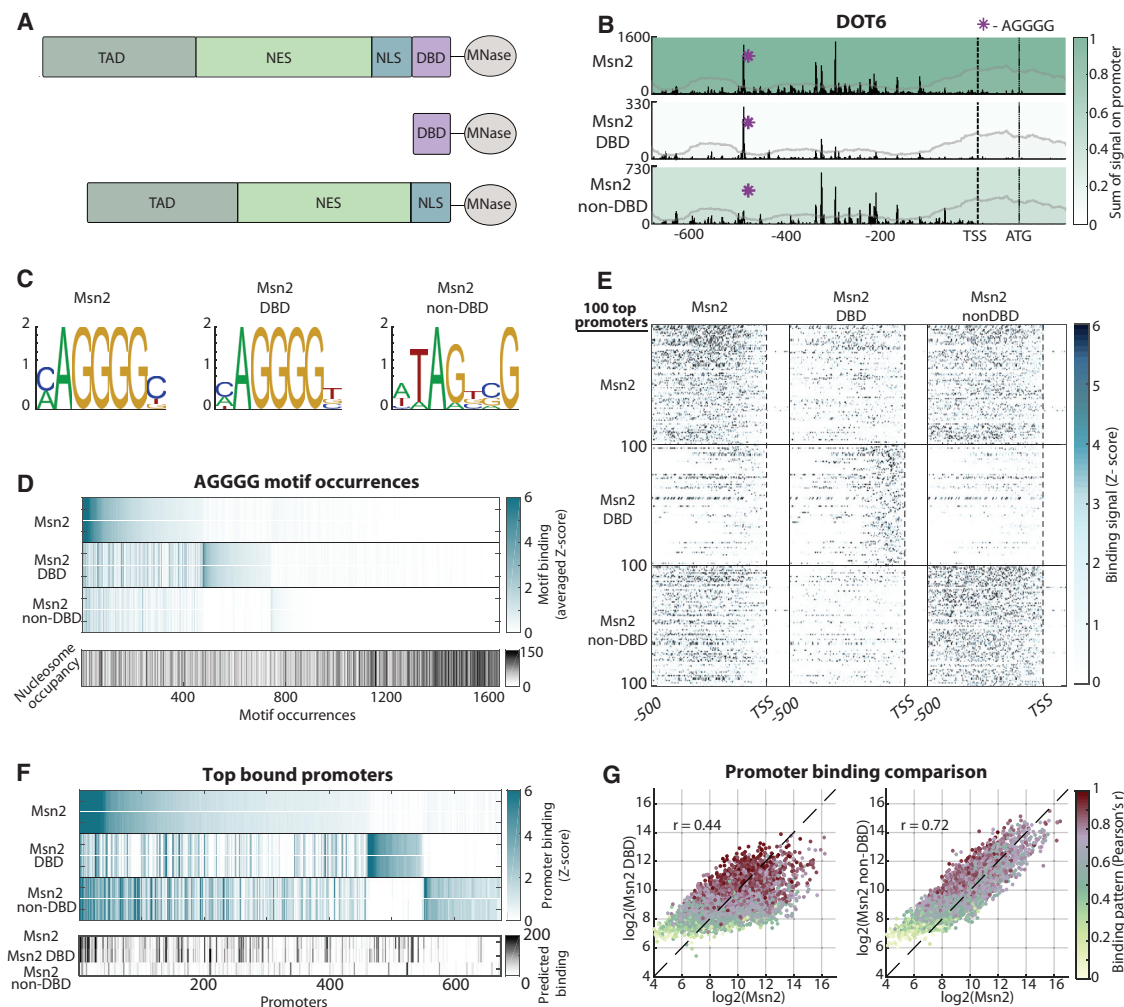 A
TAD NES NLS DBD MNase
DBD MNase
TAD NES NLS MNase
B
DOT6
✳ - AGGGG
Msn2
1600
0
Msn2
DBD
330
0
Msn2
non-DBD
730
0
-600 -400 -200 TSS ATG
1
0.8
0.6
0.4
0.2
0
Sum of signal on promoter
C
Msn2
Msn2
DBD
Msn2
non-DBD
2
1
0
2
1
0
2
1
0
D
AGGGG motif occurrences
Msn2
Msn2
DBD
Msn2
non-DBD
6
4
2
0
Motif binding
(averaged Z-score)
Nucleosome
occupancy
150
0
400 800 1200 1600
Motif occurrences
E
100 top
promoters
Msn2
Msn2
DBD
Msn2
nonDBD
Msn2
100
Msn2
DBD
100
Msn2
non-DBD
100
-500 TSS -500 TSS -500 TSS
6
5
4
3
2
1
0
Binding signal (Z- score)
F
Top bound promoters
Msn2
Msn2
DBD
Msn2
non-DBD
6
4
2
0
Promoter binding
(Z-score)
Msn2
Msn2 DBD
Msn2
non-DBD
200
0
Predicted
binding
200 400 600
Promoters
G
Promoter binding comparison
r = 0.44
16
14
12
10
8
6
4
log2(Msn2 DBD)
4 6 8 10 12 14 16
log2(Msn2)
r = 0.72
16
14
12
10
8
6
4
log2(Msn2 non-DBD)
4 6 8 10 12 14 16
log2(Msn2)
1
0.8
0.6
0.4
0.2
0
Binding pattern (Pearson's r)